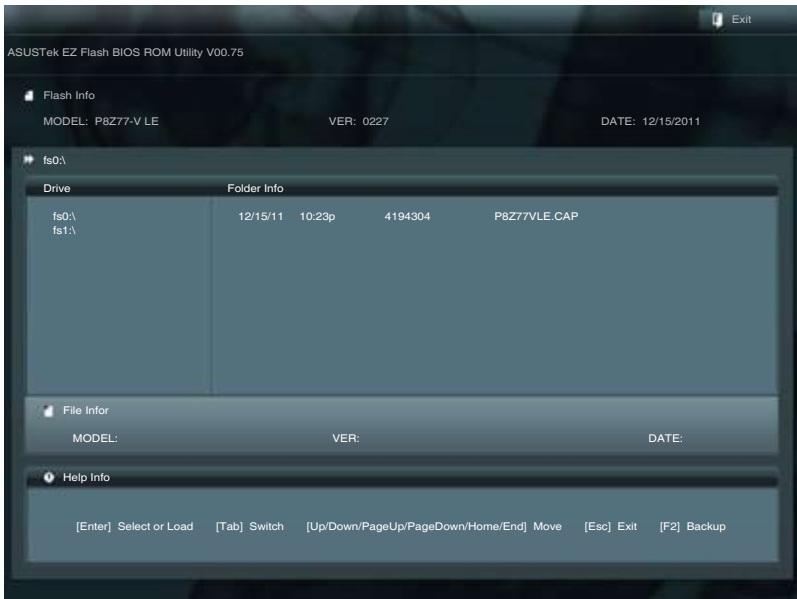 Exit
ASUSTek EZ Flash BIOS ROM Utility V00.75
Flash Info
MODEL: P8Z77-V LE VER: 0227 DATE: 12/15/2011
fs0:\
Drive Folder Info
fs0:\ 12/15/11 10:23p 4194304 P8Z77VLE.CAP
fs1:\
File Infor
MODEL: VER: DATE:
Help Info
[Enter] Select or Load [Tab] Switch [Up/Down/PageUp/PageDown/Home/End] Move [Esc] Exit [F2] Backup